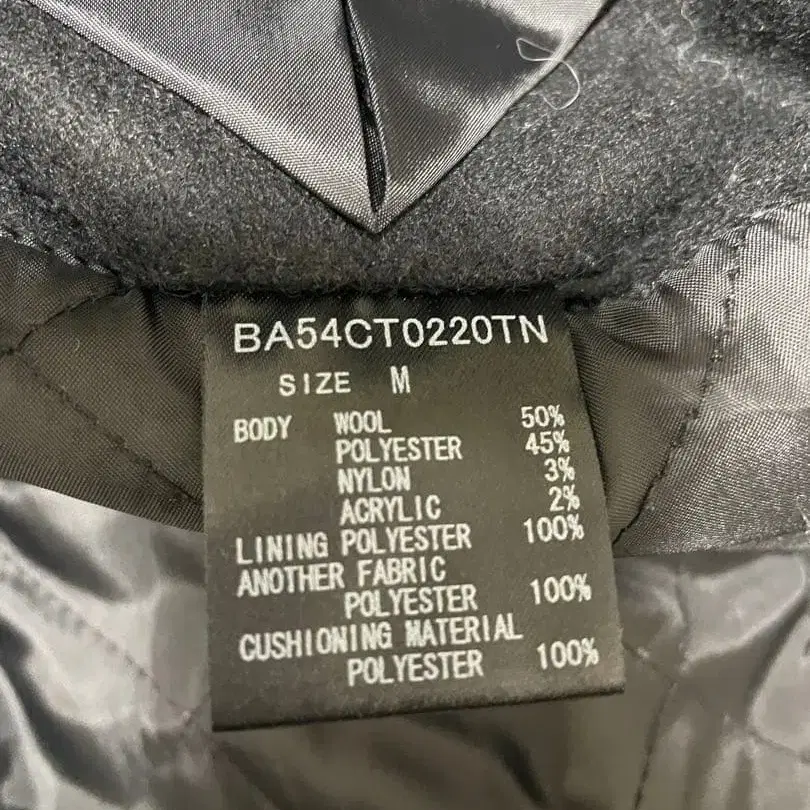 BA54CT0220TN
SIZE M
BODY WOOL 50%
POLYESTER 45%
NYLON 3%
ACRYLIC 2%
LINING POLYESTER 100%
ANOTHER FABRIC
POLYESTER 100%
CUSHIONING MATERIAL
POLYESTER 100%